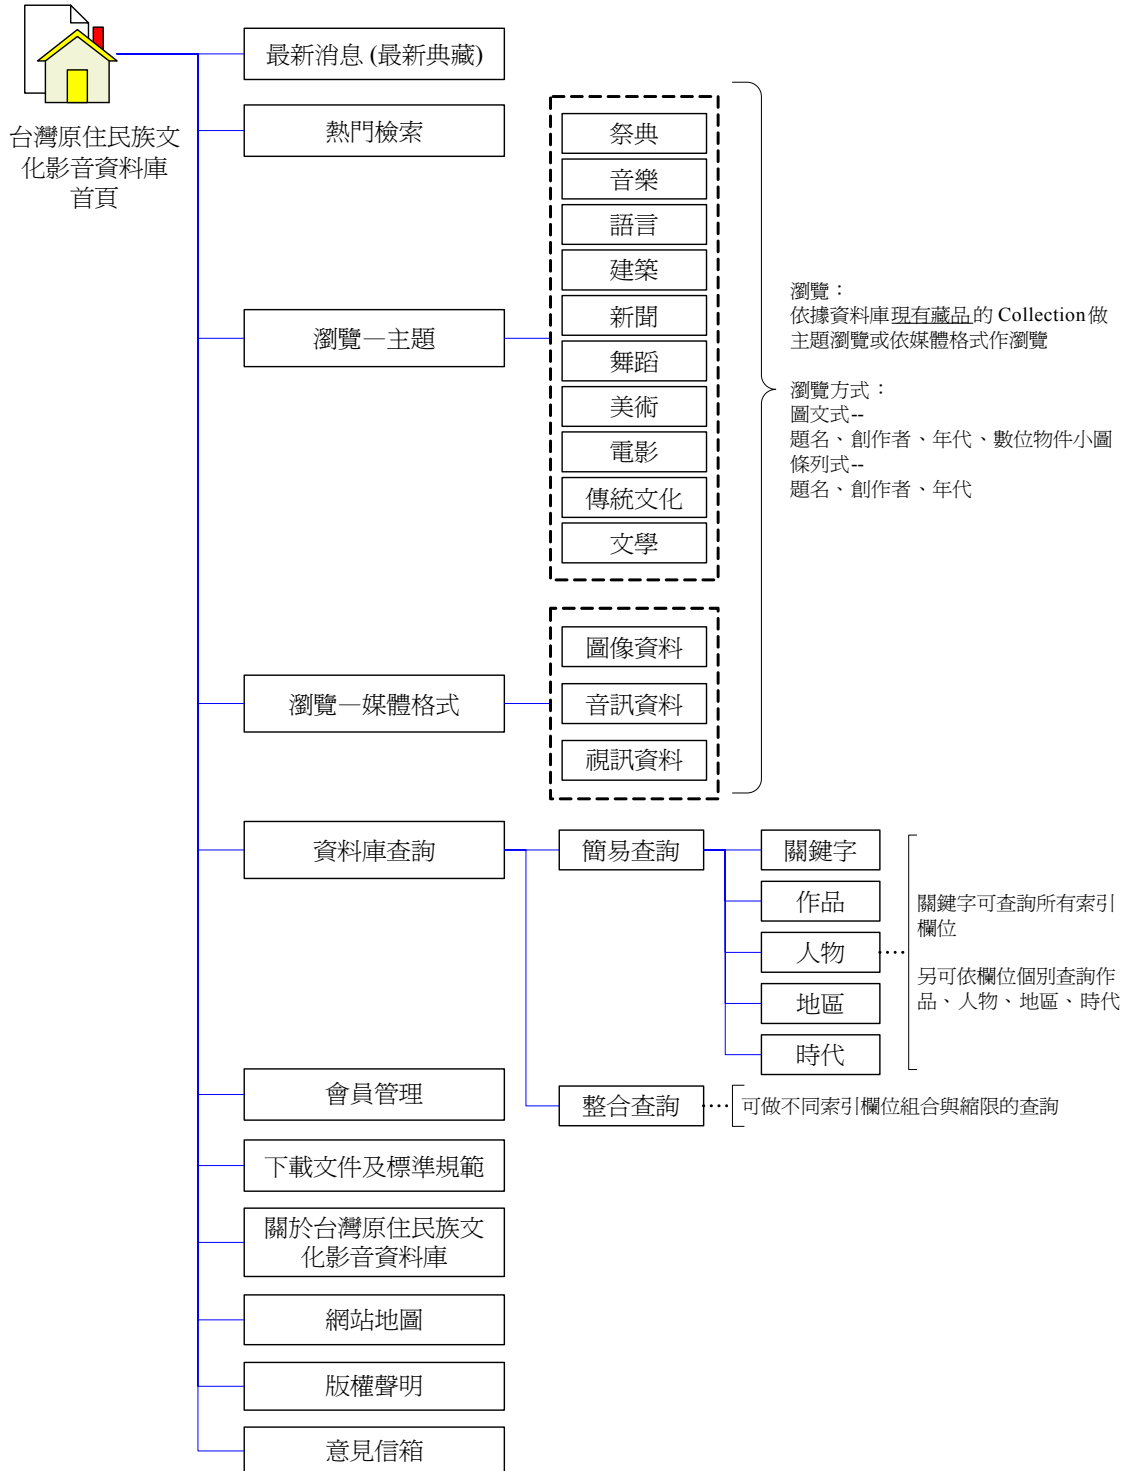 台灣原住民族文
化影音資料庫
首頁
最新消息 (最新典藏)
熱門檢索
瀏覽－主題
祭典
音樂
語言
建築
新聞
舞蹈
美術
電影
傳統文化
文學
瀏覽：
依據資料庫現有藏品的 Collection做
主題瀏覽或依媒體格式作瀏覽
瀏覽方式：
圖文式--
題名、創作者、年代、數位物件小圖
條列式--
題名、創作者、年代
瀏覽－媒體格式
圖像資料
音訊資料
視訊資料
資料庫查詢
簡易查詢
關鍵字
作品
人物
地區
時代
關鍵字可查詢所有索引
欄位
另可依欄位個別查詢作
品、人物、地區、時代
整合查詢
可做不同索引欄位組合與縮限的查詢
會員管理
下載文件及標準規範
關於台灣原住民族文
化影音資料庫
網站地圖
版權聲明
意見信箱